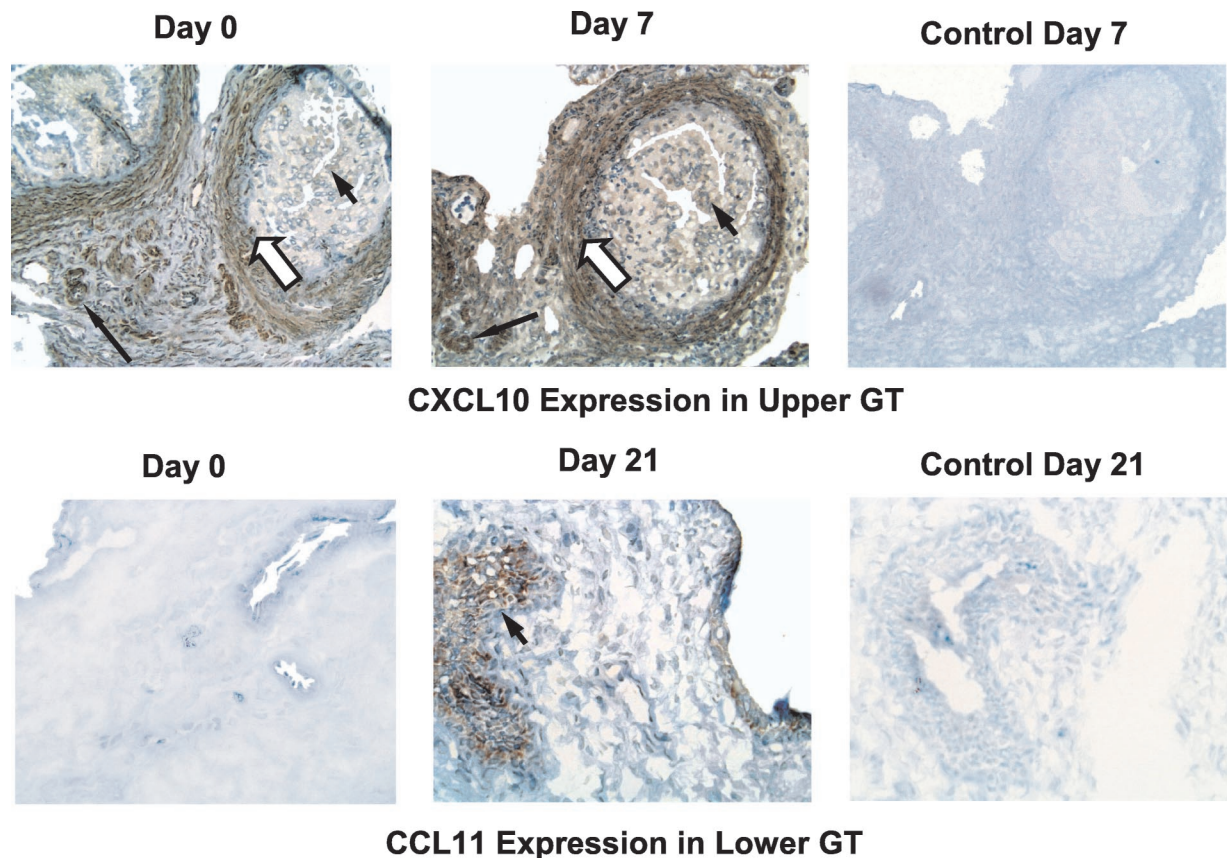 Day 0
Day 7
Control Day 7
CXCL10 Expression in Upper GT
Day 0
Day 21
Control Day 21
CCL11 Expression in Lower GT